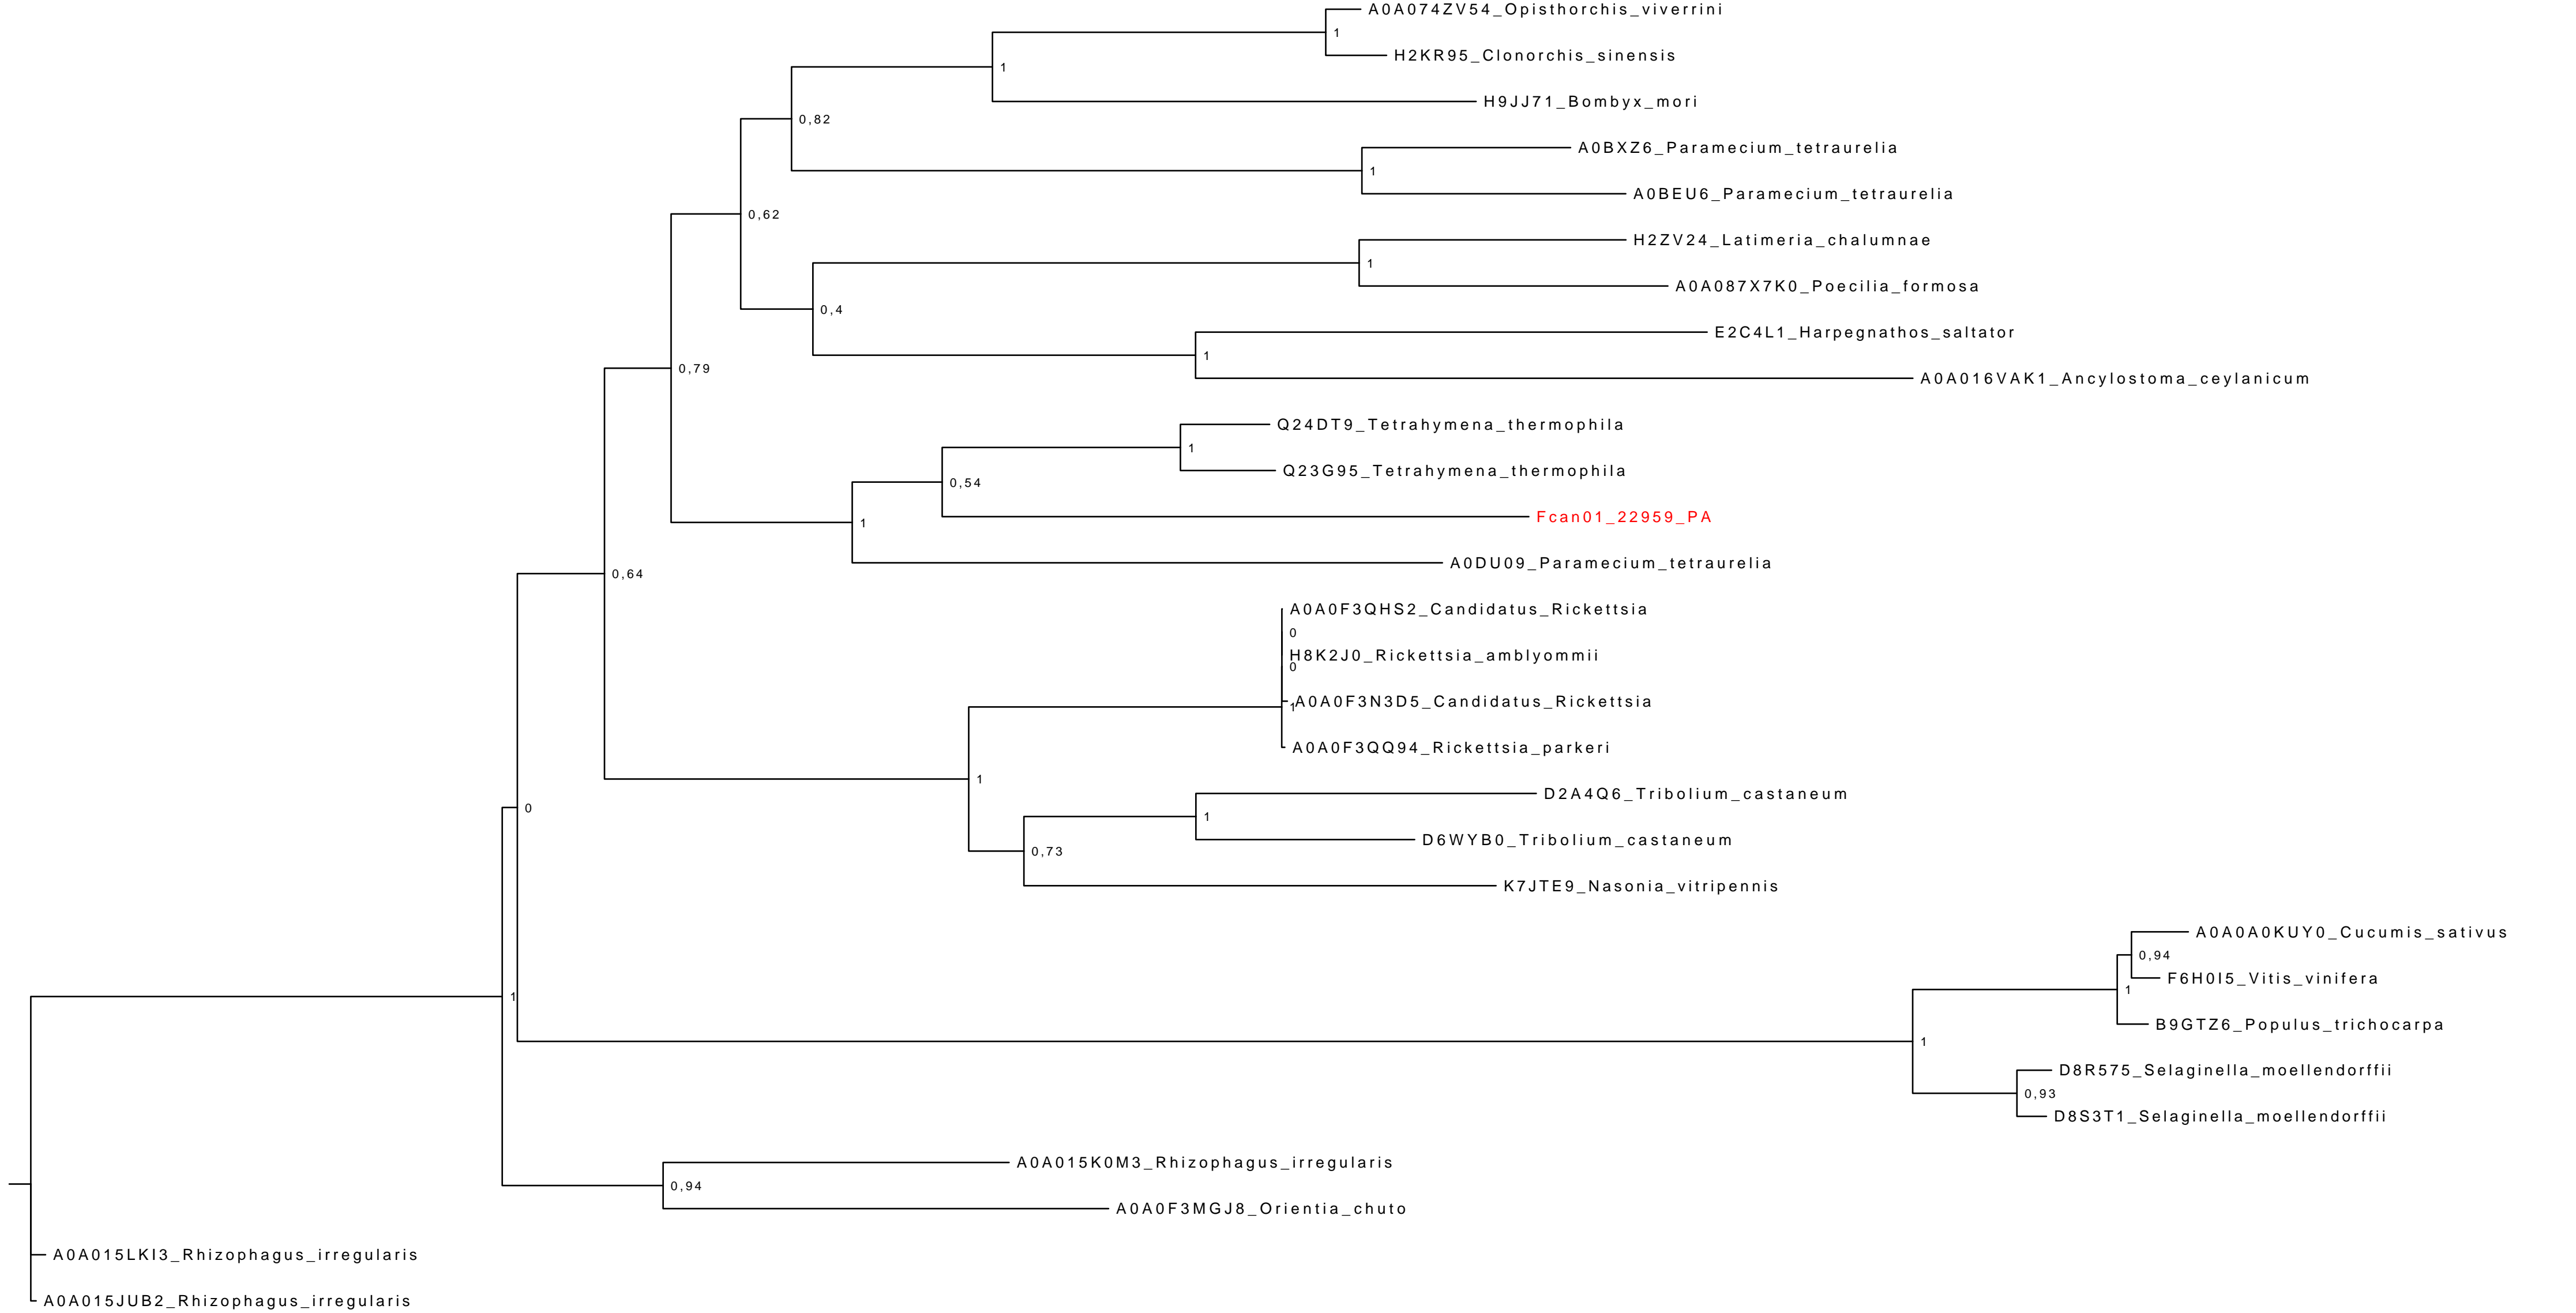 A0A074ZV54_Opisthorchis_viverrini
1
H2KR95_Clonorchis_sinensis
1
H9JJ71_Bombyx_mori
0,82
A0BXZ6_Paramecium_tetraurelia
1
A0BEU6_Paramecium_tetraurelia
0,62
H2ZV24_Latimeria_chalumnae
1
A0A087X7K0_Poecilia_formosa
0,4
E2C4L1_Harpegnathos_saltator
1
A0A016VAK1_Ancylostoma_ceylanicum
0,79
Q24DT9_Tetrahymena_thermophila
1
Q23G95_Tetrahymena_thermophila
0,54
Fcan01_22959_PA
1
A0DU09_Paramecium_tetraurelia
0,64
A0A0F3QHS2_Candidatus_Rickettsia
0
H8K2J0_Rickettsia_amblyommii
0
A0A0F3N3D5_Candidatus_Rickettsia
1
A0A0F3QQ94_Rickettsia_parkeri
1
D2A4Q6_Tribolium_castaneum
0
1
D6WYB0_Tribolium_castaneum
0,73
K7JTE9_Nasonia_vitripennis
A0A0A0KUY0_Cucumis_sativus
0,94
F6H0I5_Vitis_vinifera
1
1
B9GTZ6_Populus_trichocarpa
1
D8R575_Selaginella_moellendorffii
0,93
D8S3T1_Selaginella_moellendorffii
A0A015K0M3_Rhizophagus_irregularis
0,94
A0A0F3MGJ8_Orientia_chuto
A0A015LKI3_Rhizophagus_irregularis
A0A015JUB2_Rhizophagus_irregularis